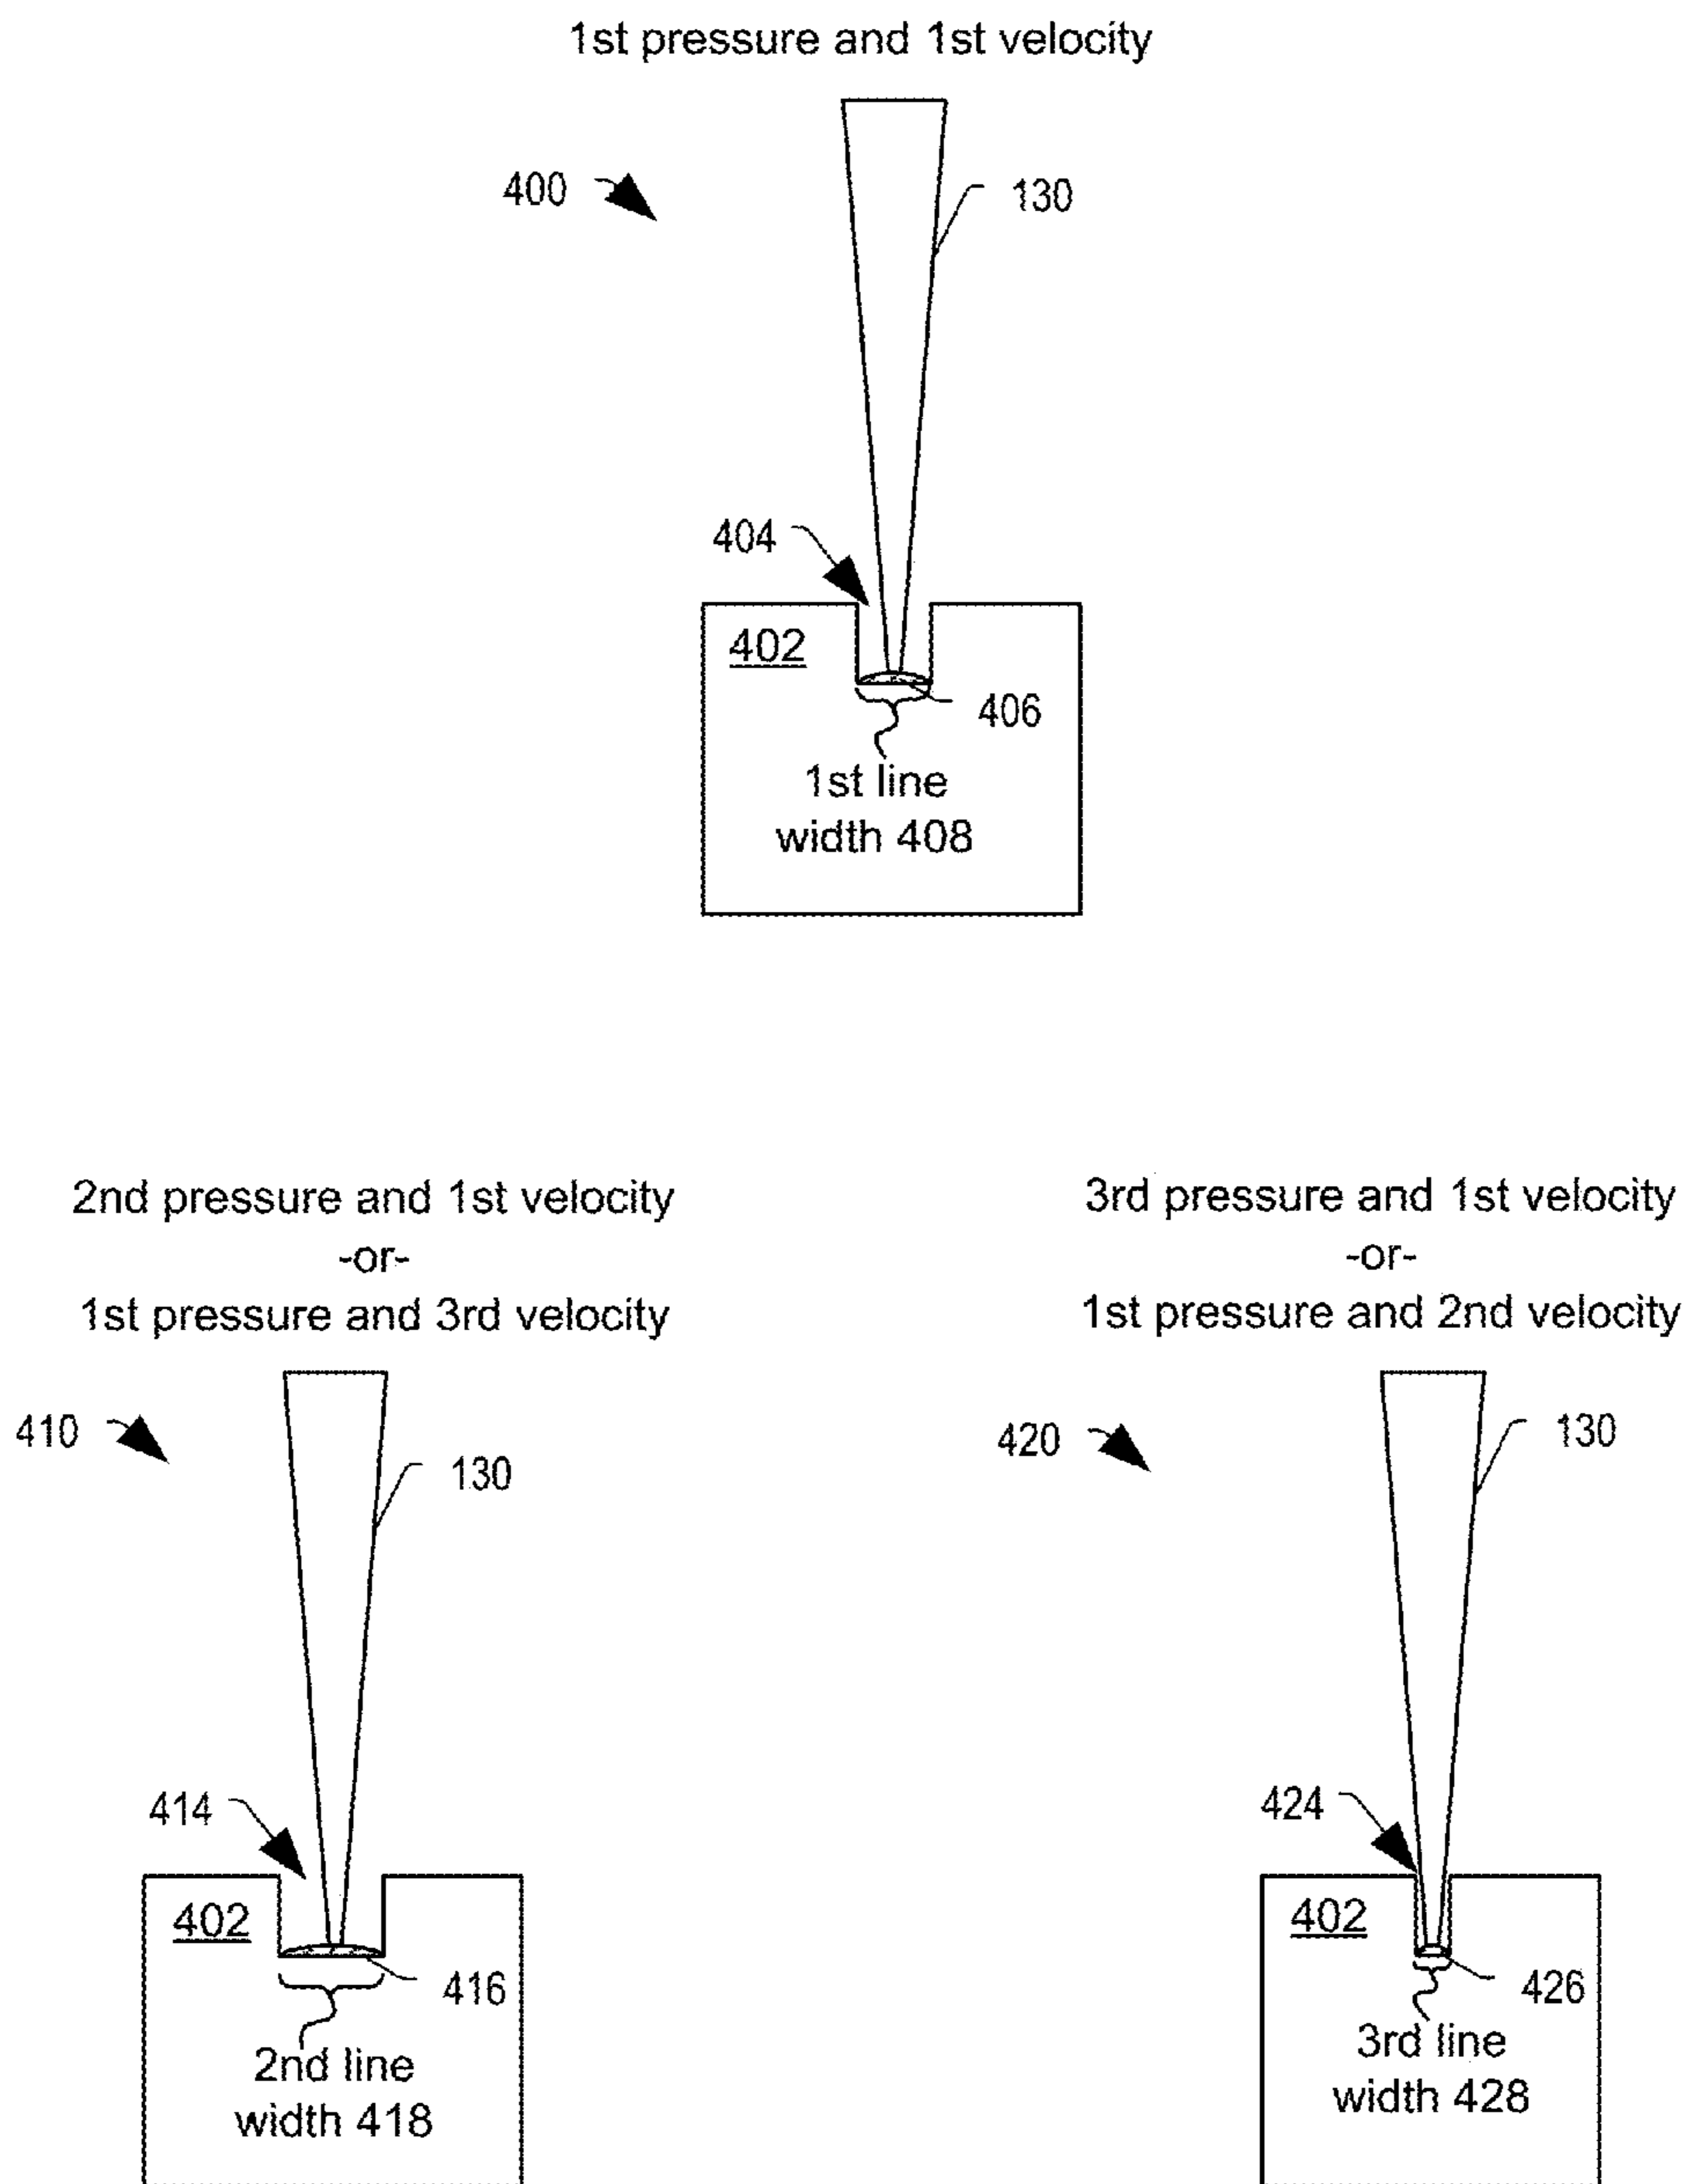 1st pressure and 1st velocity
400
130
404
402
406
1st line
width 408
2nd pressure and 1st velocity
-or-
1st pressure and 3rd velocity
410
130
414
402
416
2nd line
width 418
3rd pressure and 1st velocity
-or-
1st pressure and 2nd velocity
420
130
424
402
426
3rd line
width 428